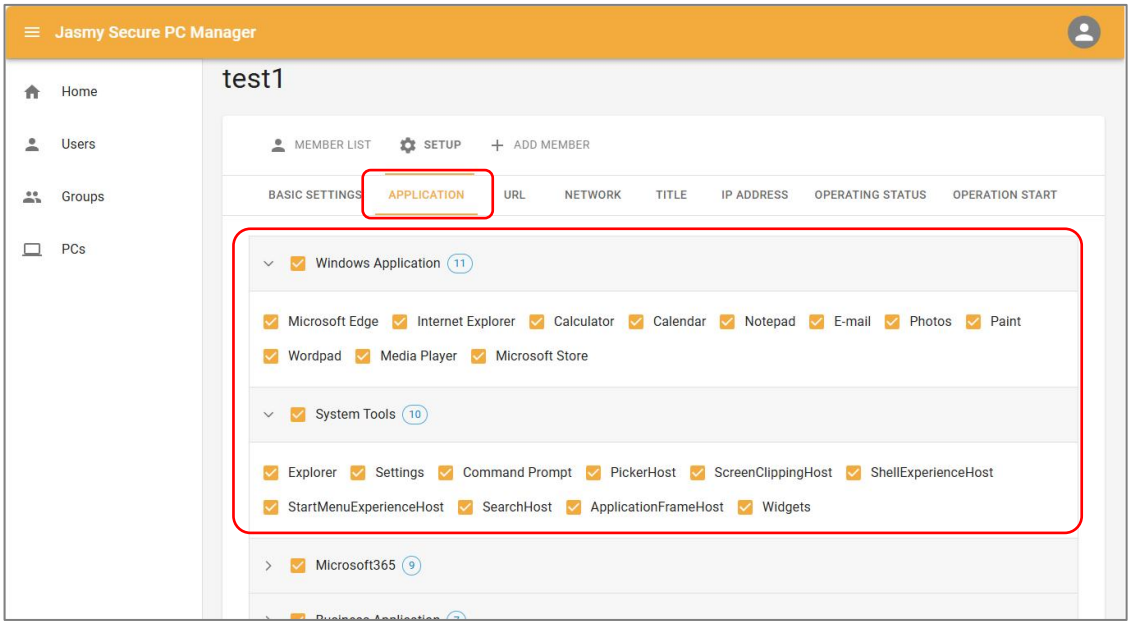 Jasmy Secure PC Manager
Home
Users
Groups
PCs
test1
MEMBER LIST SETUP ADD MEMBER
BASIC SETTINGS APPLICATION URL NETWORK TITLE IP ADDRESS OPERATING STATUS OPERATION START
Windows Application 11
Microsoft Edge Internet Explorer Calculator Calendar Notepad E-mail Photos Paint
Wordpad Media Player Microsoft Store
System Tools 10
Explorer Settings Command Prompt PickerHost ScreenClippingHost ShellExperienceHost
StartMenuExperienceHost SearchHost ApplicationFrameHost Widgets
Microsoft365 9
Business Application 7